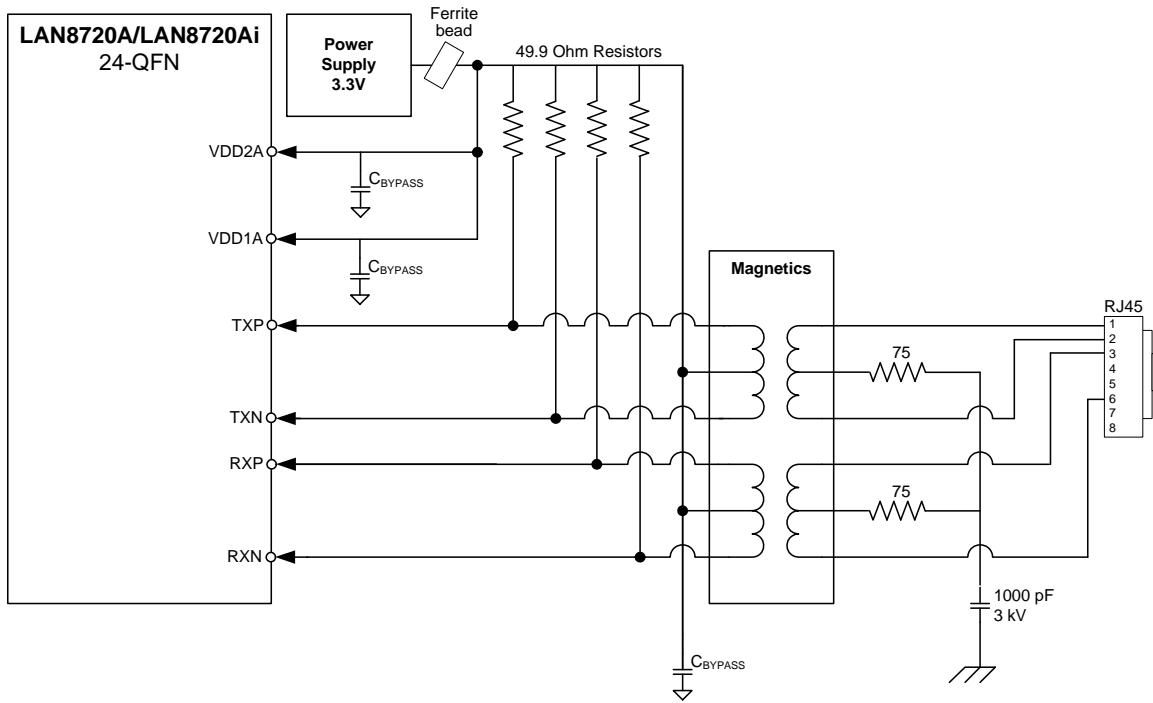 LAN8720A/LAN8720Ai
24-QFN
Power
Supply
3.3V
Ferrite
bead
49.9 Ohm Resistors
VDD2A
CBYPASS
VDD1A
CBYPASS
Magnetics
TXP
TXN
RXP
RXN
75
75
RJ45
1
2
3
4
5
6
7
8
1000 pF
3 kV
CBYPASS